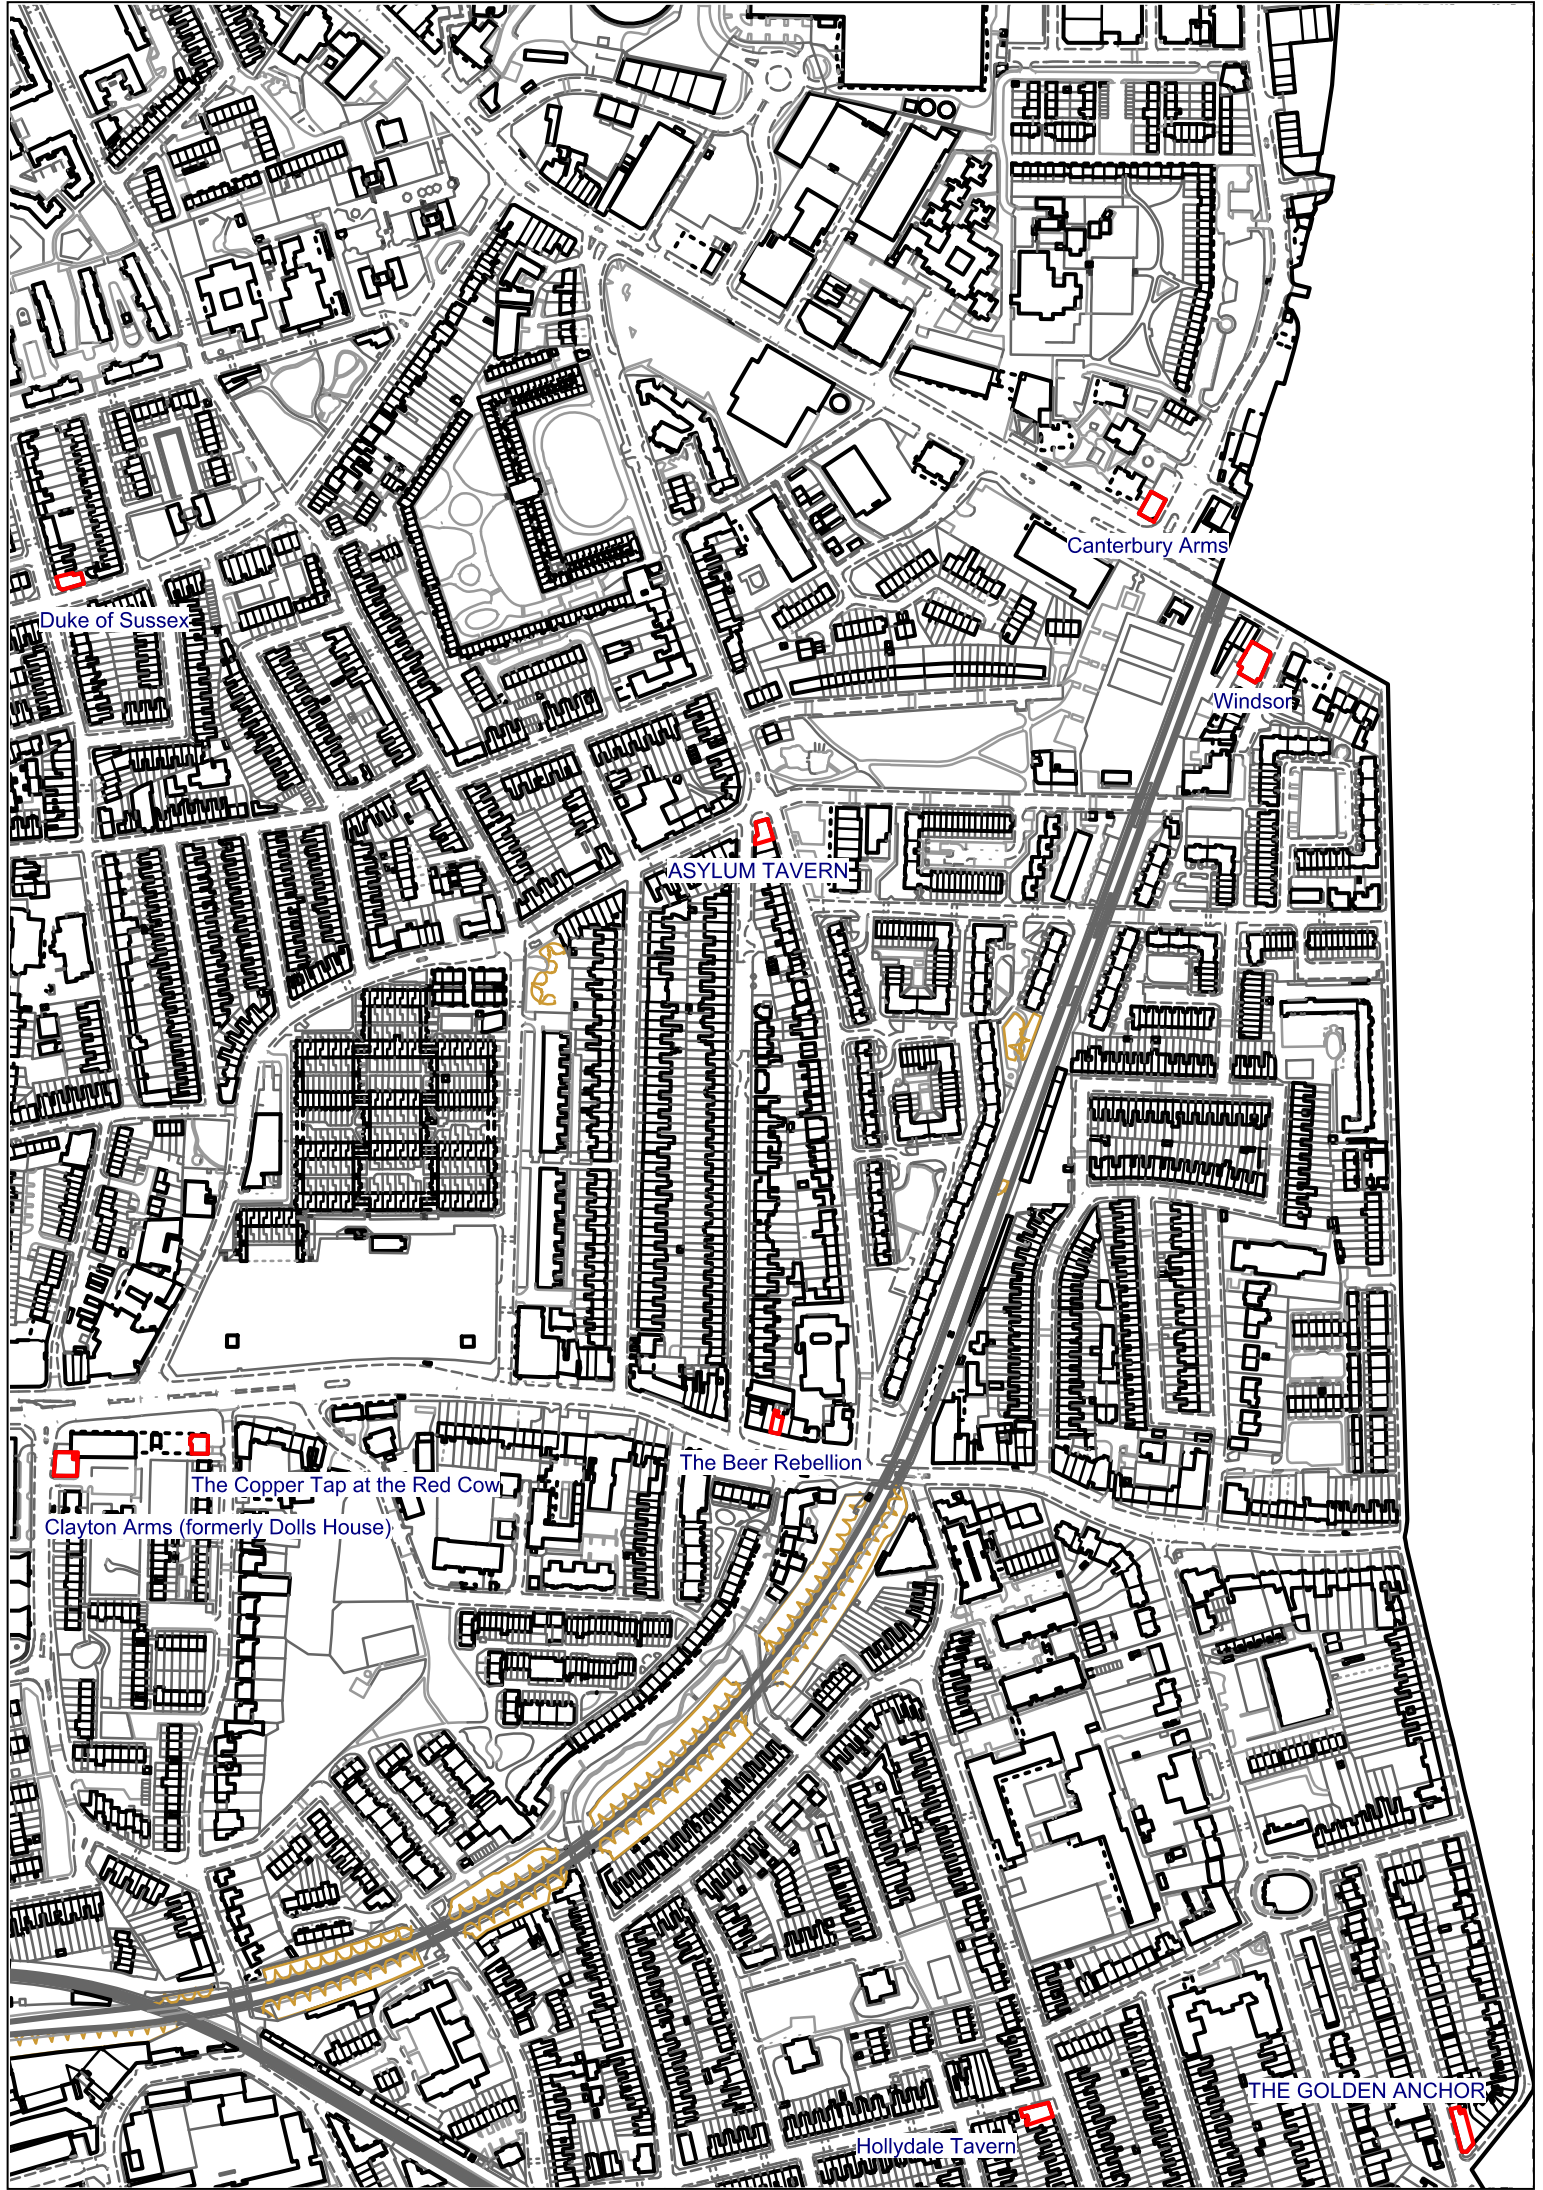 Canterbury Arms
Duke of Sussex
Windsor
ASYLUM TAVERN
The Beer Rebellion
The Copper Tap at the Red Cow
Clayton Arms (formerly Dolls House)
THE GOLDEN ANCHOR
Hollydale Tavern